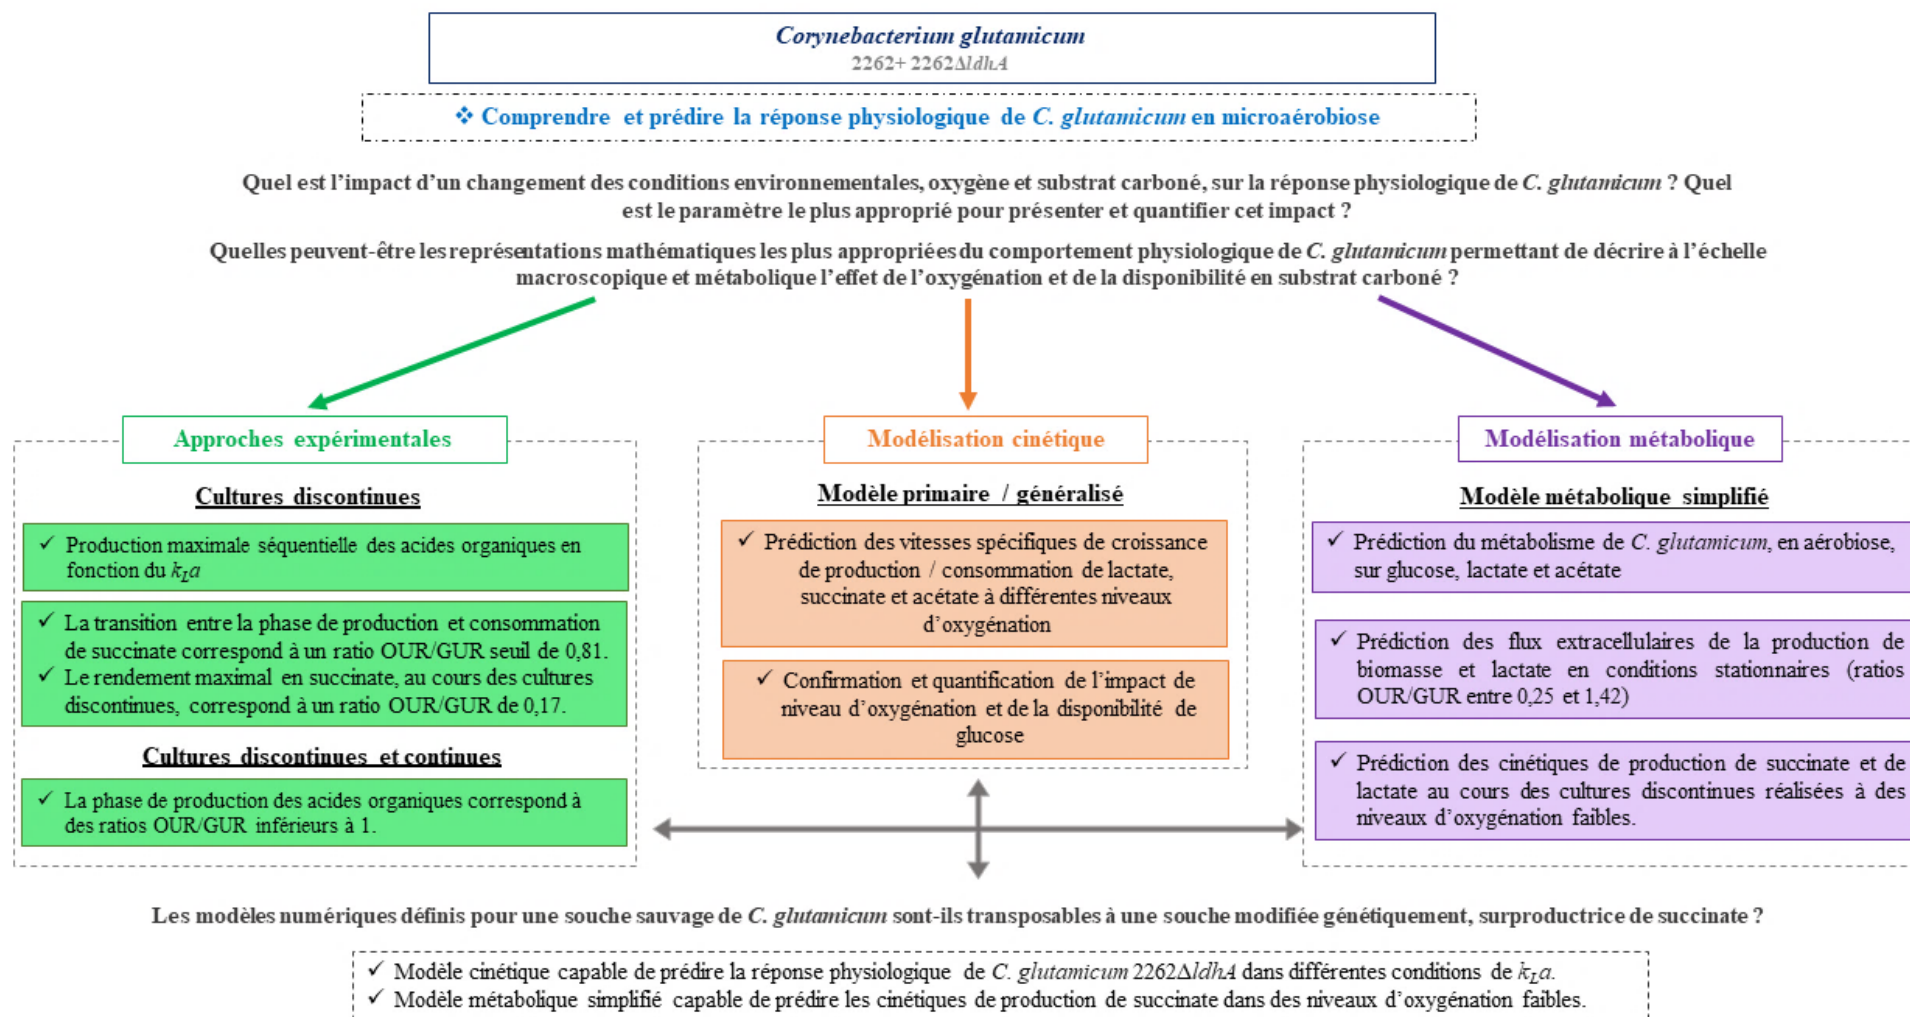 Corynebacterium glutamicum
2262+ 2262ΔldhA
❖ Comprendre et prédire la réponse physiologique de C. glutamicum en microaérobiose
Quel est l’impact d’un changement des conditions environnementales, oxygène et substrat carboné, sur la réponse physiologique de C. glutamicum ? Quel
est le paramètre le plus approprié pour présenter et quantifier cet impact ?
Quelles peuvent-être les représentations mathématiques les plus appropriées du comportement physiologique de C. glutamicum permettant de décrire à l’échelle
macroscopique et métabolique l’effet de l’oxygénation et de la disponibilité en substrat carboné ?
Approches expérimentales
Cultures discontinues
✓ Production maximale séquentielle des acides organiques en
fonction du kLa
✓ La transition entre la phase de production et consommation
de succinate correspond à un ratio OUR/GUR seuil de 0,81.
✓ Le rendement maximal en succinate, au cours des cultures
discontinues, correspond à un ratio OUR/GUR de 0,17.
Cultures discontinues et continues
✓ La phase de production des acides organiques correspond à
des ratios OUR/GUR inférieurs à 1.
Modélisation cinétique
Modèle primaire / généralisé
✓ Prédiction des vitesses spécifiques de croissance
de production / consommation de lactate,
succinate et acétate à différentes niveaux
d’oxygénation
✓ Confirmation et quantification de l’impact de
niveau d’oxygénation et de la disponibilité de
glucose
Modélisation métabolique
Modèle métabolique simplifié
✓ Prédiction du métabolisme de C. glutamicum, en aérobiose,
sur glucose, lactate et acétate
✓ Prédiction des flux extracellulaires de la production de
biomasse et lactate en conditions stationnaires (ratios
OUR/GUR entre 0,25 et 1,42)
✓ Prédiction des cinétiques de production de succinate et de
lactate au cours des cultures discontinues réalisées à des
niveaux d’oxygénation faibles.
Les modèles numériques définis pour une souche sauvage de C. glutamicum sont-ils transposables à une souche modifiée génétiquement, surproductrice de succinate ?
✓ Modèle cinétique capable de prédire la réponse physiologique de C. glutamicum 2262ΔldhA dans différentes conditions de kLa.
✓ Modèle métabolique simplifié capable de prédire les cinétiques de production de succinate dans des niveaux d’oxygénation faibles.